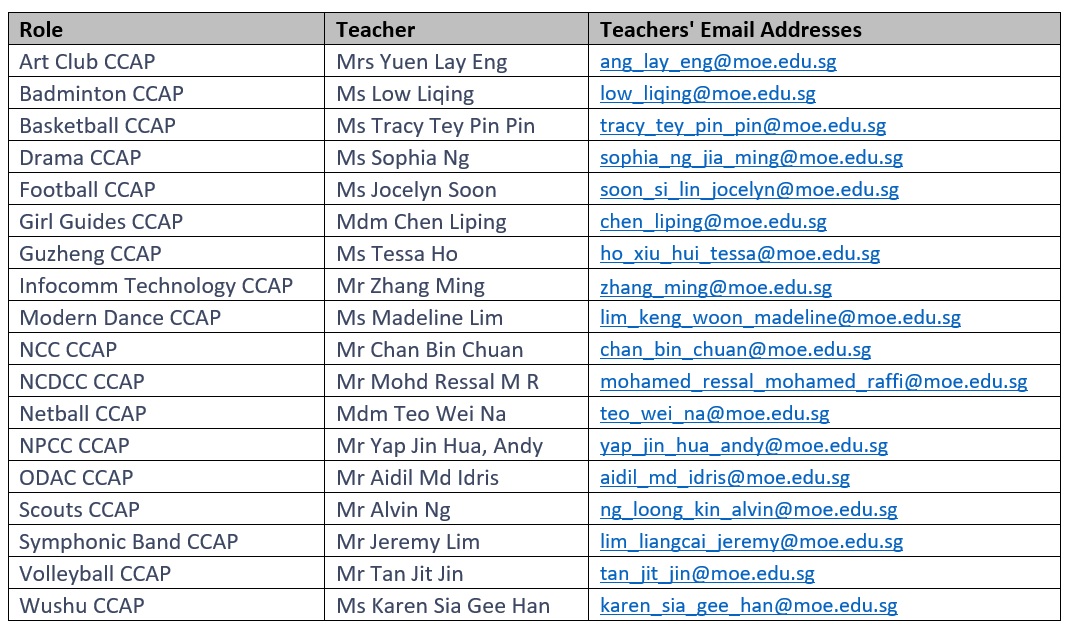 Role Teacher Teachers' Email Addresses
Art Club CCAP Mrs Yuen Lay Eng ang_lay_eng@moe.edu.sg
Badminton CCAP Ms Low Liqing low_liqing@moe.edu.sg
Basketball CCAP Ms Tracy Tey Pin Pin tracy_tey_pin_pin@moe.edu.sg
Drama CCAP Ms Sophia Ng sophia_ng_jia_ming@moe.edu.sg
Football CCAP Ms Jocelyn Soon soon_si_lin_jocelyn@moe.edu.sg
Girl Guides CCAP Mdm Chen Liping chen_liping@moe.edu.sg
Guzheng CCAP Ms Tessa Ho ho_xiu_hui_tessa@moe.edu.sg
Infocomm Technology CCAP Mr Zhang Ming zhang_ming@moe.edu.sg
Modern Dance CCAP Ms Madeline Lim lim_keng_woon_madeline@moe.edu.sg
NCC CCAP Mr Chan Bin Chuan chan_bin_chuan@moe.edu.sg
NCDCC CCAP Mr Mohd Ressal M R mohamed_ressal_mohamed_raffi@moe.edu.sg
Netball CCAP Mdm Teo Wei Na teo_wei_na@moe.edu.sg
NPCC CCAP Mr Yap Jin Hua, Andy yap_jin_hua_andy@moe.edu.sg
ODAC CCAP Mr Aidil Md Idris aidil_md_idris@moe.edu.sg
Scouts CCAP Mr Alvin Ng ng_loong_kin_alvin@moe.edu.sg
Symphonic Band CCAP Mr Jeremy Lim lim_liangcai_jeremy@moe.edu.sg
Volleyball CCAP Mr Tan Jit Jin tan_jit_jin@moe.edu.sg
Wushu CCAP Ms Karen Sia Gee Han karen_sia_gee_han@moe.edu.sg